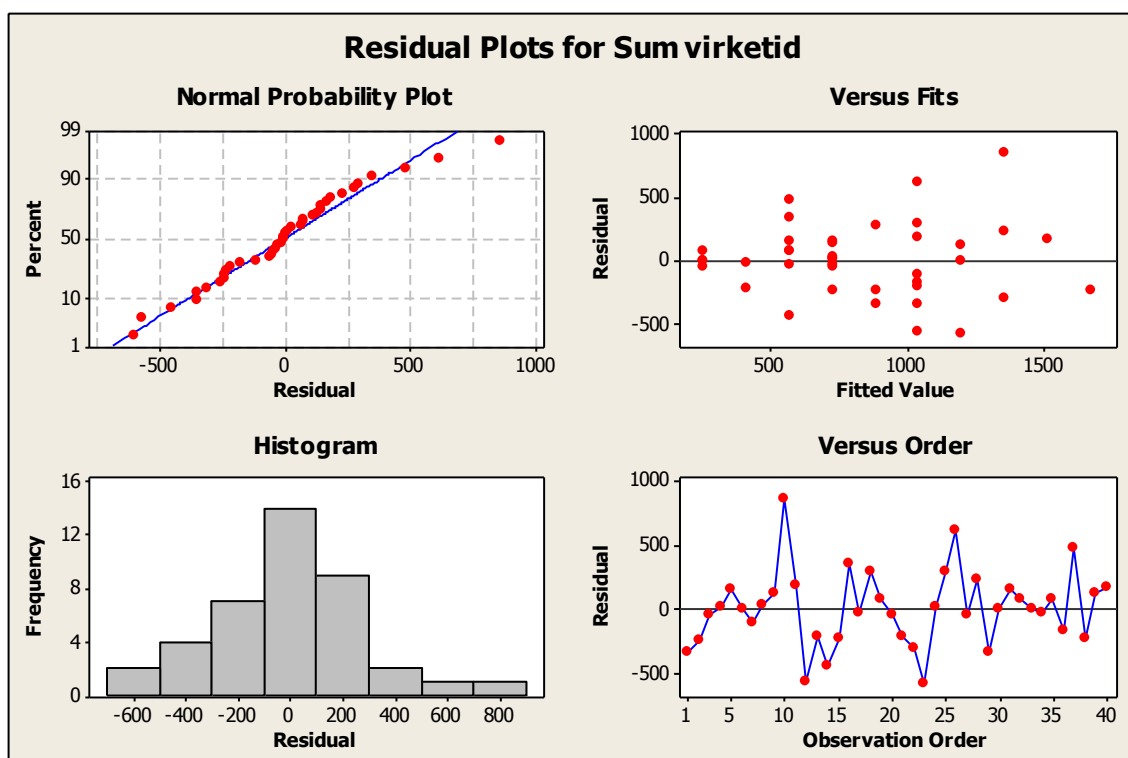 Residual Plots for Sum virketid
Normal Probability Plot
99
90
50
10
1
Percent
-500 0 500 1000
Residual
Versus Fits
1000
500
0
-500
Residual
500 1000 1500
Fitted Value
Histogram
16
12
8
4
0
Frequency
-600 -400 -200 0 200 400 600 800
Residual
Versus Order
1000
500
0
-500
Residual
1 5 10 15 20 25 30 35 40
Observation Order